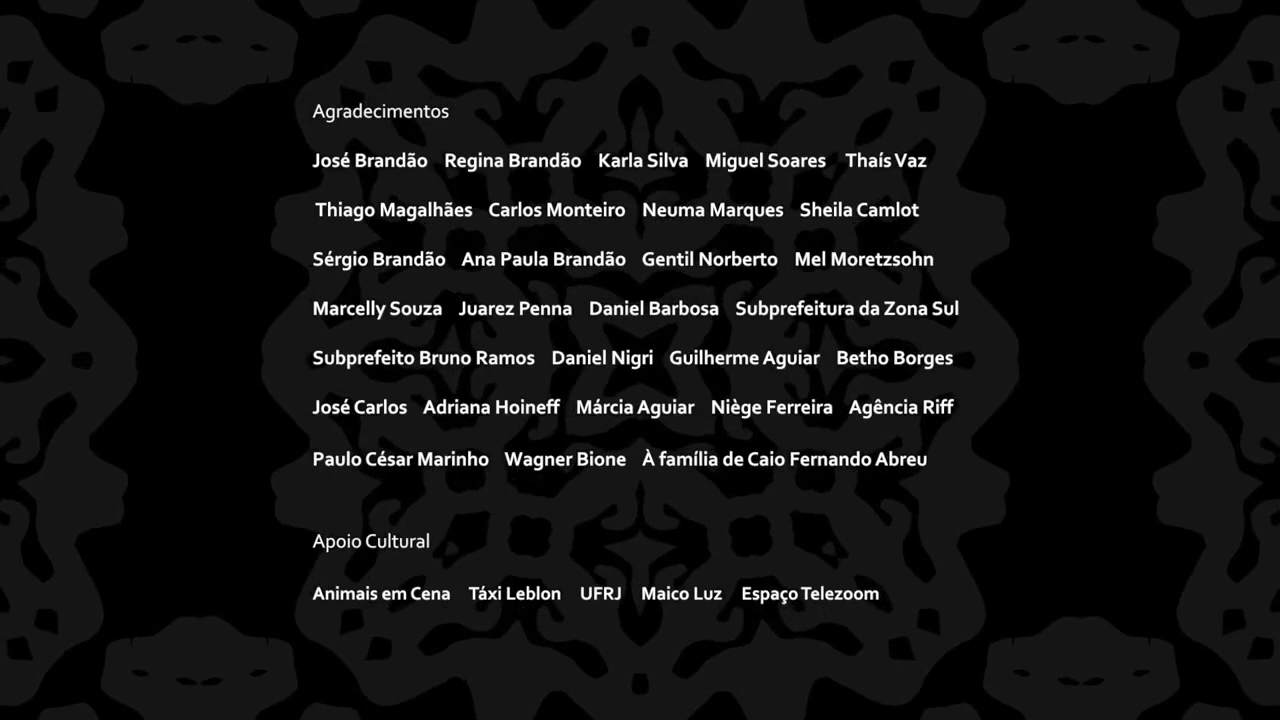 Agradecimentos
José Brandão Regina Brandão Karla Silva Miguel Soares Thaís Vaz
Thiago Magalhães Carlos Monteiro Neuma Marques Sheila Camlot
Sérgio Brandão Ana Paula Brandão Gentil Norberto Mel Moretzsohn
Marcelly Souza Juarez Penna Daniel Barbosa Subprefeitura da Zona Sul
Subprefeito Bruno Ramos Daniel Nigri Guilherme Aguiar Betho Borges
José Carlos Adriana Hoineff Márcia Aguiar Niège Ferreira Agência Riff
Paulo César Marinho Wagner Bione À família de Caio Fernando Abreu
Apoio Cultural
Animais em Cena Táxi Leblon UFRJ Maico Luz Espaço Telezoom